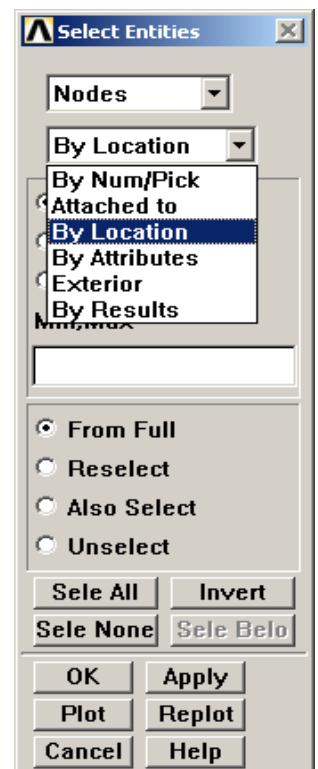 Select Entities
Nodes
By Location
By Num/Pick
Attached to
By Location
By Attributes
Exterior
By Results
From Full
Reselect
Also Select
Unselect
Sele All Invert
Sele None Sele Belo
OK Apply
Plot Replot
Cancel Help